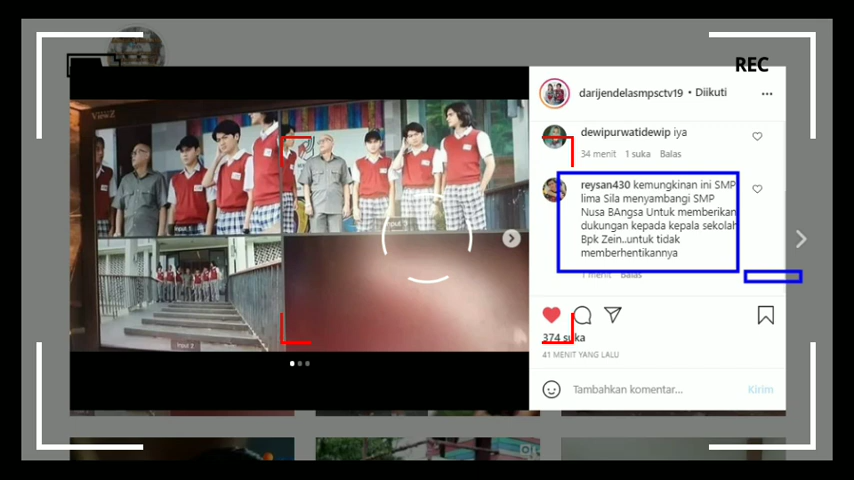 REC
darijendelasmpsctv19 • Diikuti
ViewZ
dewipurwatidewip iya
34 menit 1 suka Balas
reysan430 kemungkinan ini SMP
lima Sila menyambangi SMP
Nusa BAngsa Untuk memberikan
dukungan kepada kepala sekolah
Bpk Zein..untuk tidak
memberhentikannya
1 menit Balas
374 suka
41 MENIT YANG LALU
Tambahkan komentar... Kirim